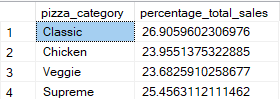 pizza_category percentage_total_sales
1 Classic 26.9059602306976
2 Chicken 23.9551375322885
3 Veggie 23.6825910258677
4 Supreme 25.4563112111462